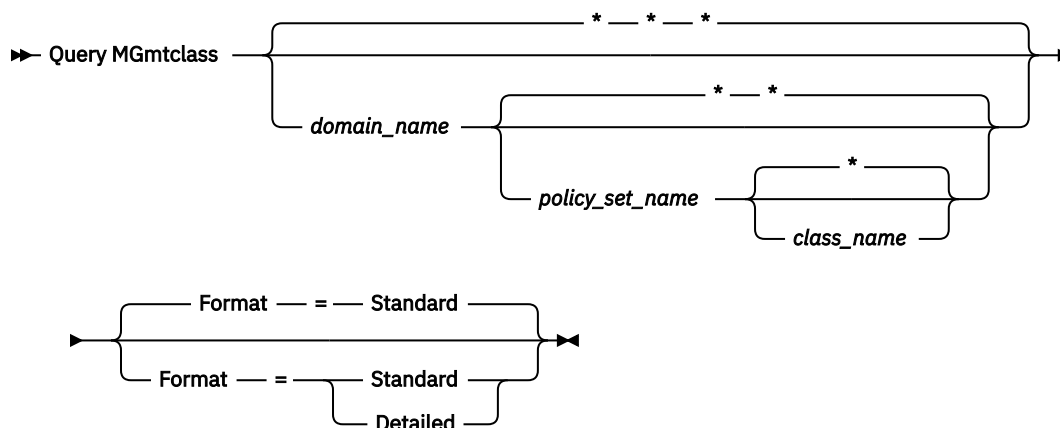 * * *
Query MGmtclass
* *
domain_name
*
policy_set_name
class_name
Format = Standard
Format = Standard
Detailed